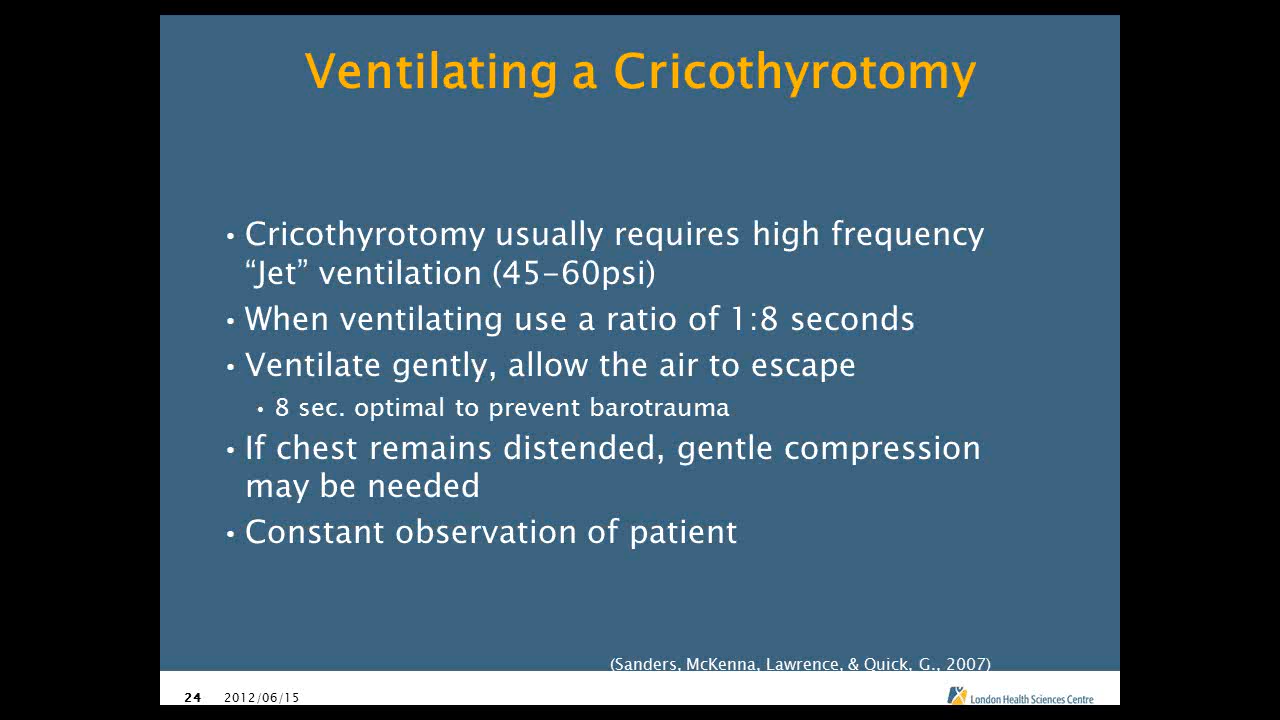 Ventilating a Cricothyrotomy
• Cricothyrotomy usually requires high frequency
“Jet” ventilation (45-60psi)
• When ventilating use a ratio of 1:8 seconds
• Ventilate gently, allow the air to escape
• 8 sec. optimal to prevent barotrauma
• If chest remains distended, gentle compression
may be needed
• Constant observation of patient
(Sanders, McKenna, Lawrence, & Quick, G., 2007)
24 2012/06/15
London Health Sciences Centre